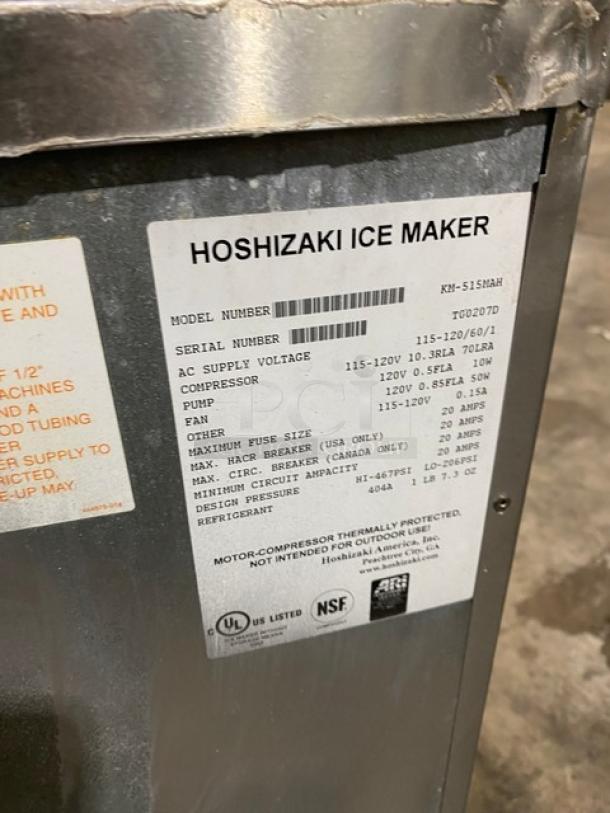 HOSHIZAKI ICE MAKER
MODEL NUMBER KM-515MAH
SERIAL NUMBER TG0207D
AC SUPPLY VOLTAGE 115-120/60/1
COMPRESSOR 115-120V 10.3RLA 70LRA
PUMP 120V 0.5FLA 10W
FAN 120V 0.85FLA 50W
OTHER 115-120V 0.15A
MAXIMUM FUSE SIZE 20 AMPS
MAX. HACR BREAKER (USA ONLY) 20 AMPS
MAX. CIRC. BREAKER (CANADA ONLY) 20 AMPS
MINIMUM CIRCUIT AMPACITY 20 AMPS
DESIGN PRESSURE HI-467PSI LO-206PSI
REFRIGERANT 404A 1 LB 7.3 OZ
MOTOR-COMPRESSOR THERMALLY PROTECTED.
NOT INTENDED FOR OUTDOOR USE!
Hoshizaki America, Inc.
Peachtree City, GA
www.hoshizaki.com
C UL US LISTED
NSF
ARi
WITH
E AND
F 1/2"
ACHINES
ND A
OD TUBING
ER
ER SUPPLY TO
RICTED,
E-UP MAY
PCI